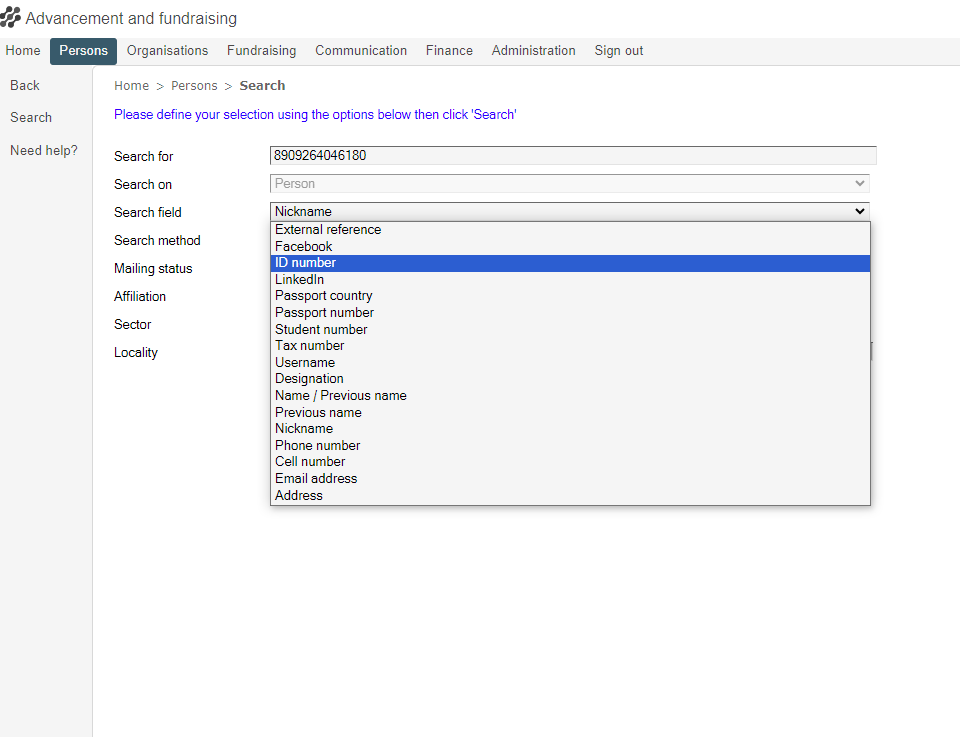 Advancement and fundraising
Home Persons Organisations Fundraising Communication Finance Administration Sign out
Back
Search
Need help?
Home > Persons > Search
Please define your selection using the options below then click 'Search'
Search for 8909264046180
Search on Person
Search field Nickname
Search method
Mailing status
Affiliation
Sector
Locality
External reference
Facebook
ID number
LinkedIn
Passport country
Passport number
Student number
Tax number
Username
Designation
Name / Previous name
Previous name
Nickname
Phone number
Cell number
Email address
Address